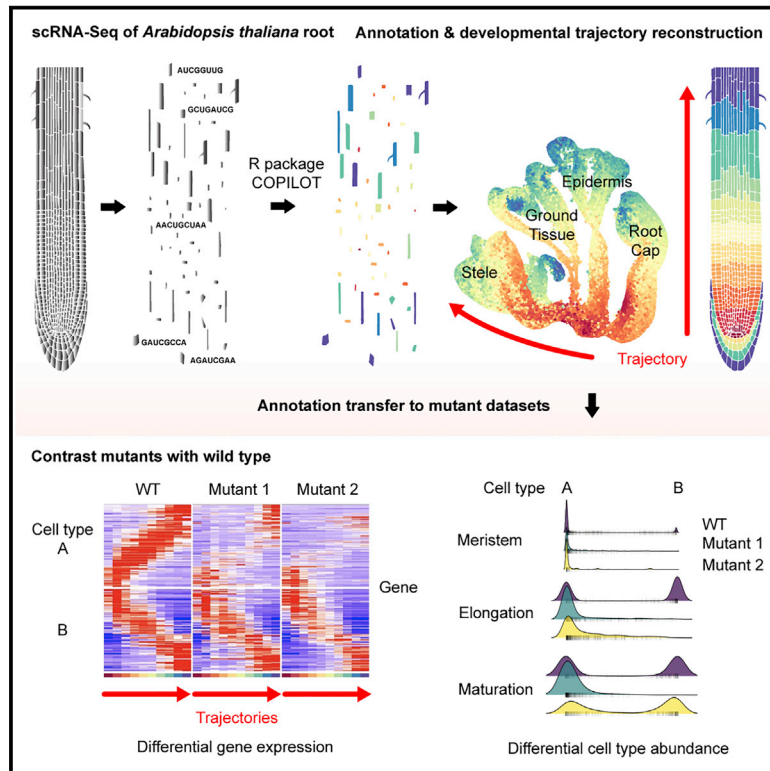 scRNA-Seq of Arabidopsis thaliana root
Annotation & developmental trajectory reconstruction
AUCGGUUG
GCUGAUCG
AACUGCUAA
GAUCGCCA
AGAUCGAA
R package
COPILOT
Epidermis
Ground
Tissue
Root
Cap
Stele
Trajectory
Annotation transfer to mutant datasets
Contrast mutants with wild type
WT
Mutant 1
Mutant 2
Cell type
A
B
Gene
Trajectories
Differential gene expression
Cell type
A
B
Meristem
WT
Mutant 1
Mutant 2
Elongation
Maturation
Differential cell type abundance